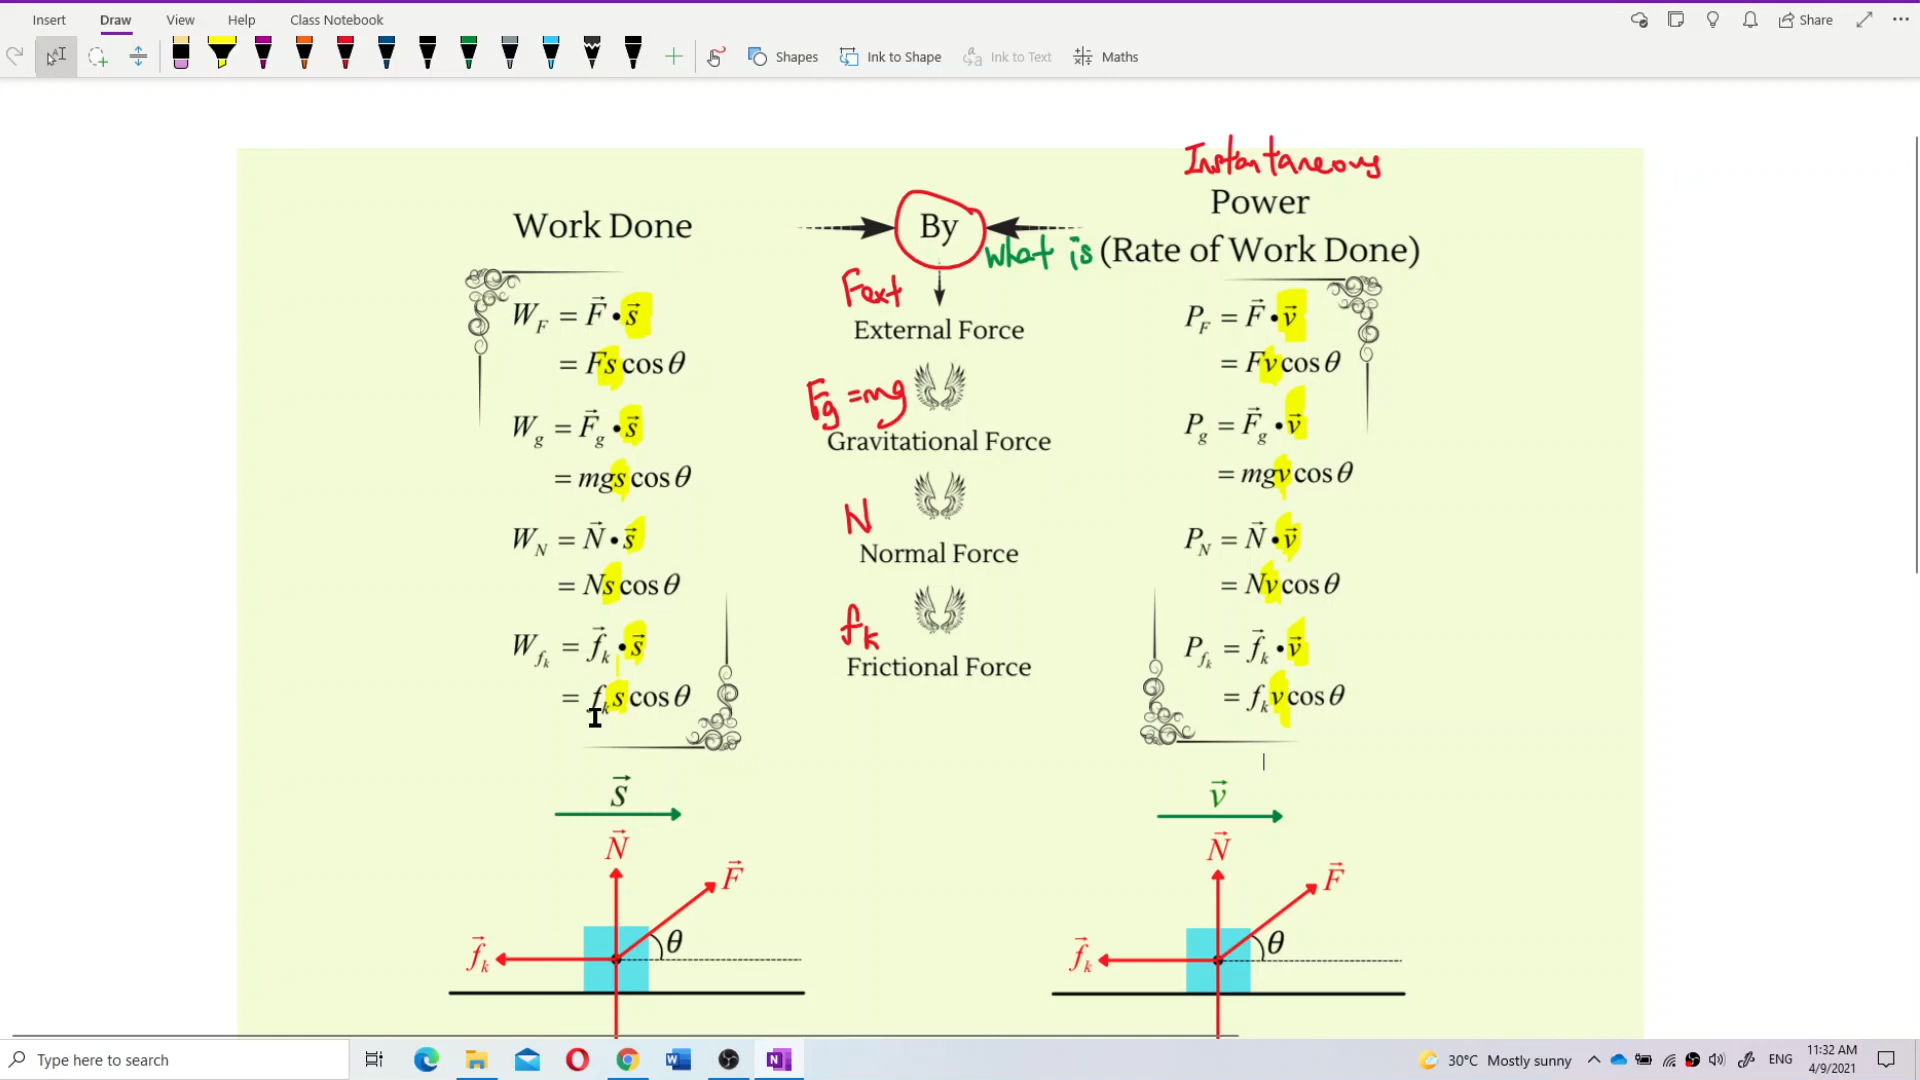 Insert Draw View Help Class Notebook Share
Shapes Ink to Shape Ink to Text Maths
Instantaneous
Work Done By Power
what is (Rate of Work Done)
Fext
External Force
Fg = mg
Gravitational Force
N
Normal Force
fk
Frictional Force
W_F = F⃗ • s⃗
= Fs cos θ
W_g = F⃗_g • s⃗
= mgs cos θ
W_N = N⃗ • s⃗
= Ns cos θ
W_{f_k} = f⃗_k • s⃗
= f_k s cos θ
P_F = F⃗ • v⃗
= Fv cos θ
P_g = F⃗_g • v⃗
= mgv cos θ
P_N = N⃗ • v⃗
= Nv cos θ
P_{f_k} = f⃗_k • v⃗
= f_k v cos θ
s⃗
N⃗
F⃗
θ
f⃗_k
v⃗
N⃗
F⃗
θ
f⃗_k
Type here to search
30°C Mostly sunny ENG 11:32 AM
4/9/2021